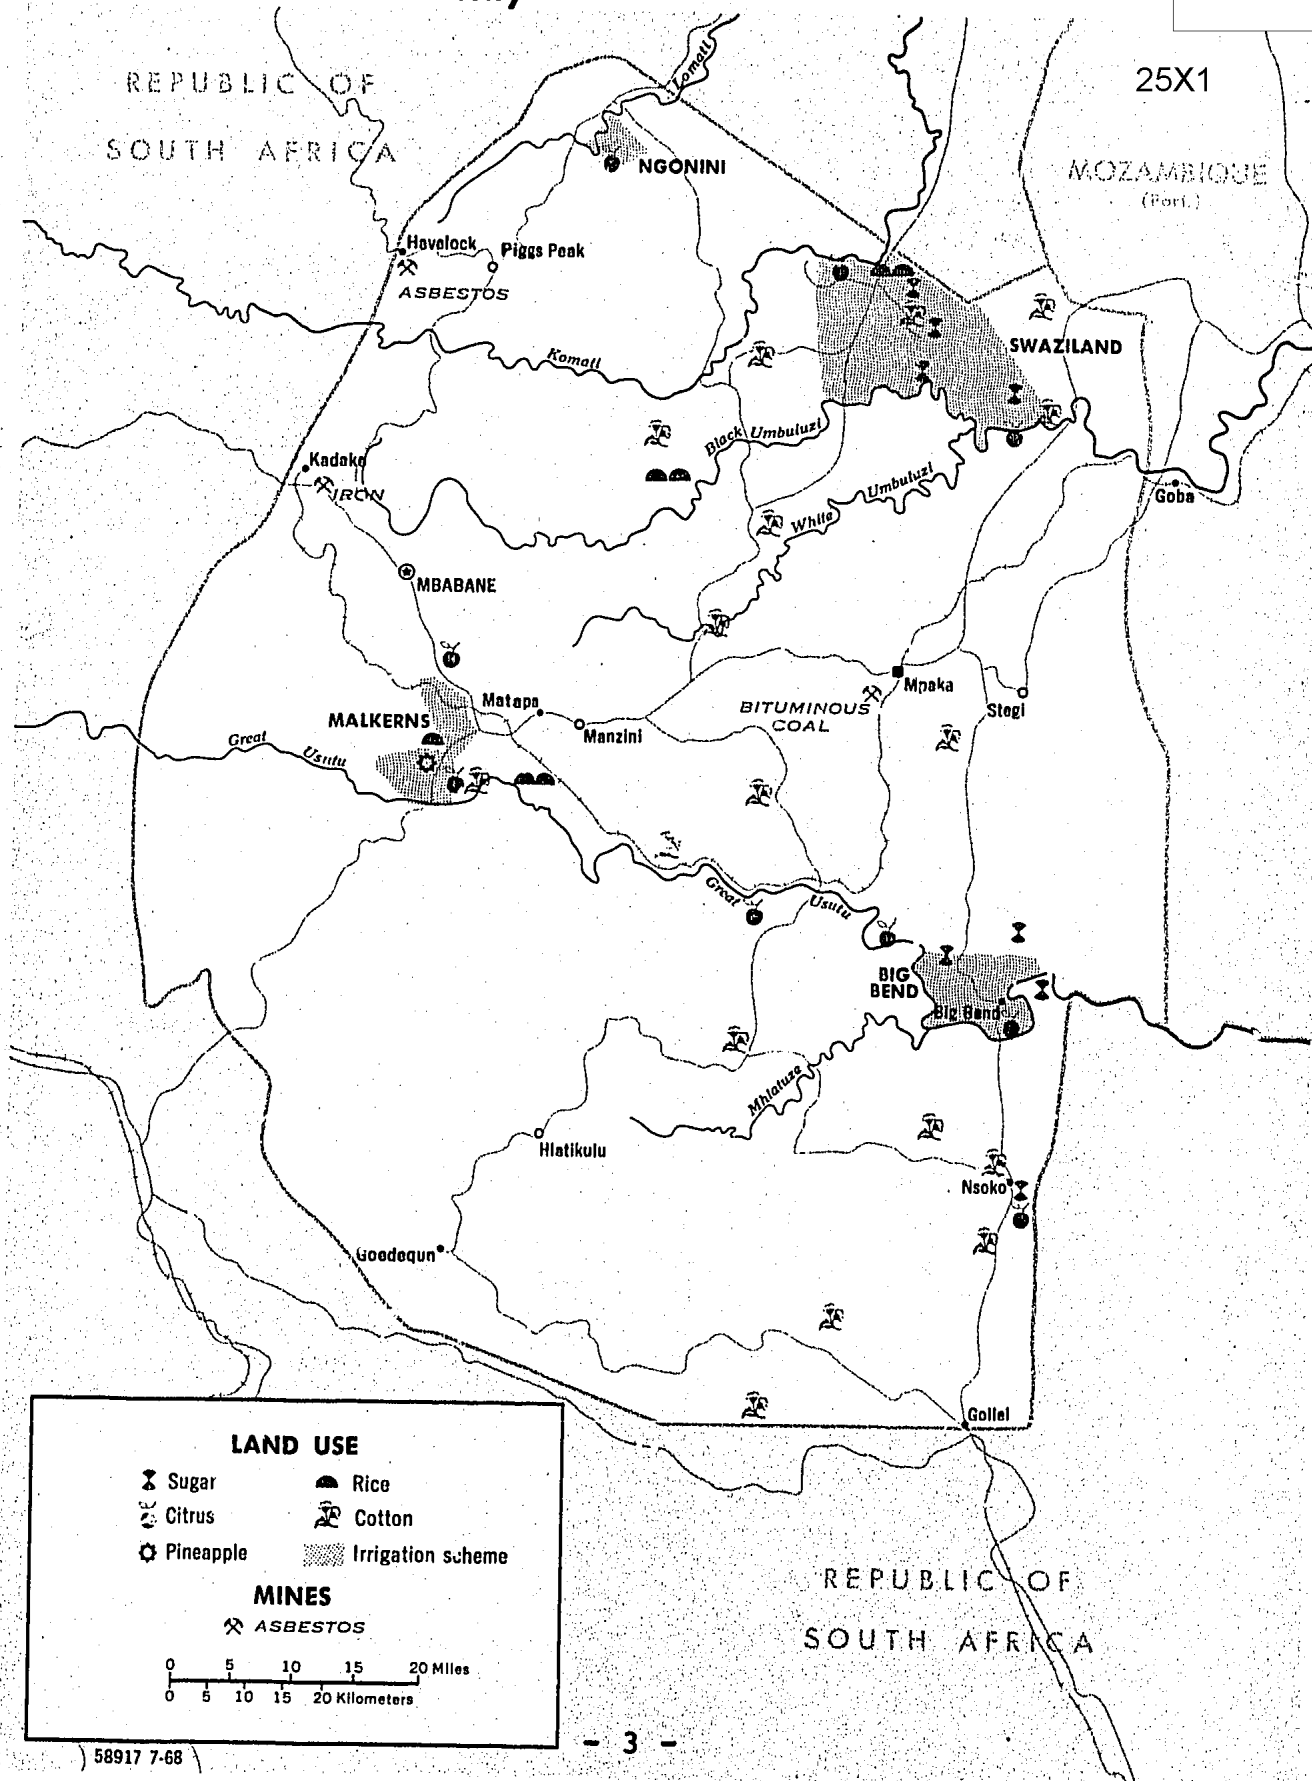 25X1
REPUBLIC OF
SOUTH AFRICA
MOZAMBIQUE
(Port.)
Lomati
NGONINI
Havelock
Piggs Peak
ASBESTOS
SWAZILAND
Komati
Black Umbuluzi
Kadake
IRON
White Umbuluzi
Goba
MBABANE
Matapa
Mpaka
Stegi
BITUMINOUS
COAL
MALKERNS
Manzini
Great Usutu
Great Usutu
BIG
BEND
Big Bend
Mhlatuze
Hlatikulu
Nsoko
Goedegun
Gollel
LAND USE
Sugar
Rice
Citrus
Cotton
Pineapple
Irrigation scheme
MINES
ASBESTOS
0 5 10 15 20 Miles
0 5 10 15 20 Kilometers
REPUBLIC OF
SOUTH AFRICA
58917 7-68
- 3 -